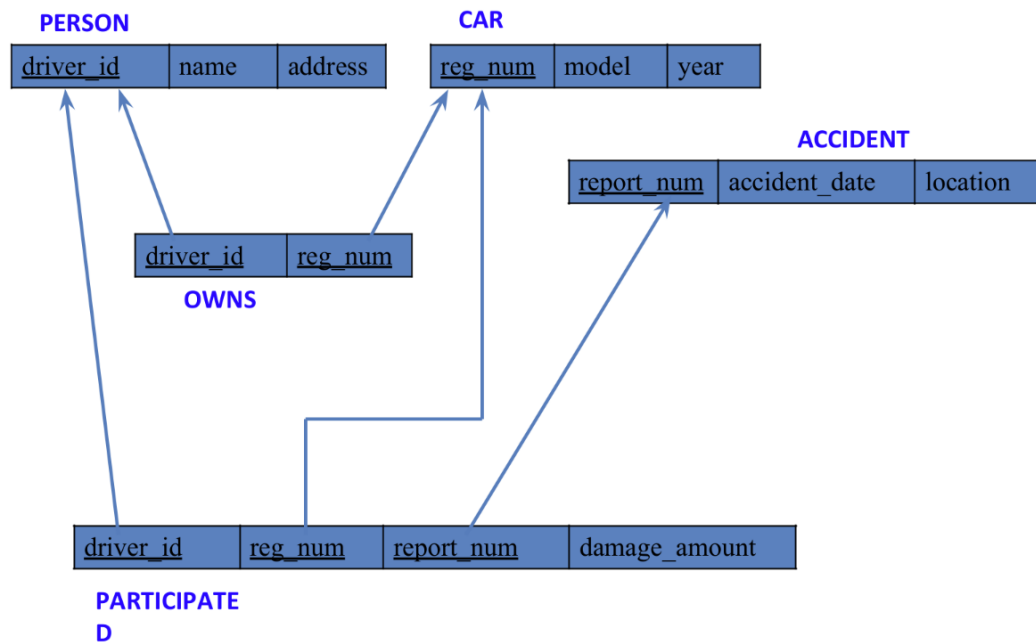 PERSON
CAR
driver_id name address
reg_num model year
ACCIDENT
report_num accident_date location
driver_id reg_num
OWNS
driver_id reg_num report_num damage_amount
PARTICIPATE
D